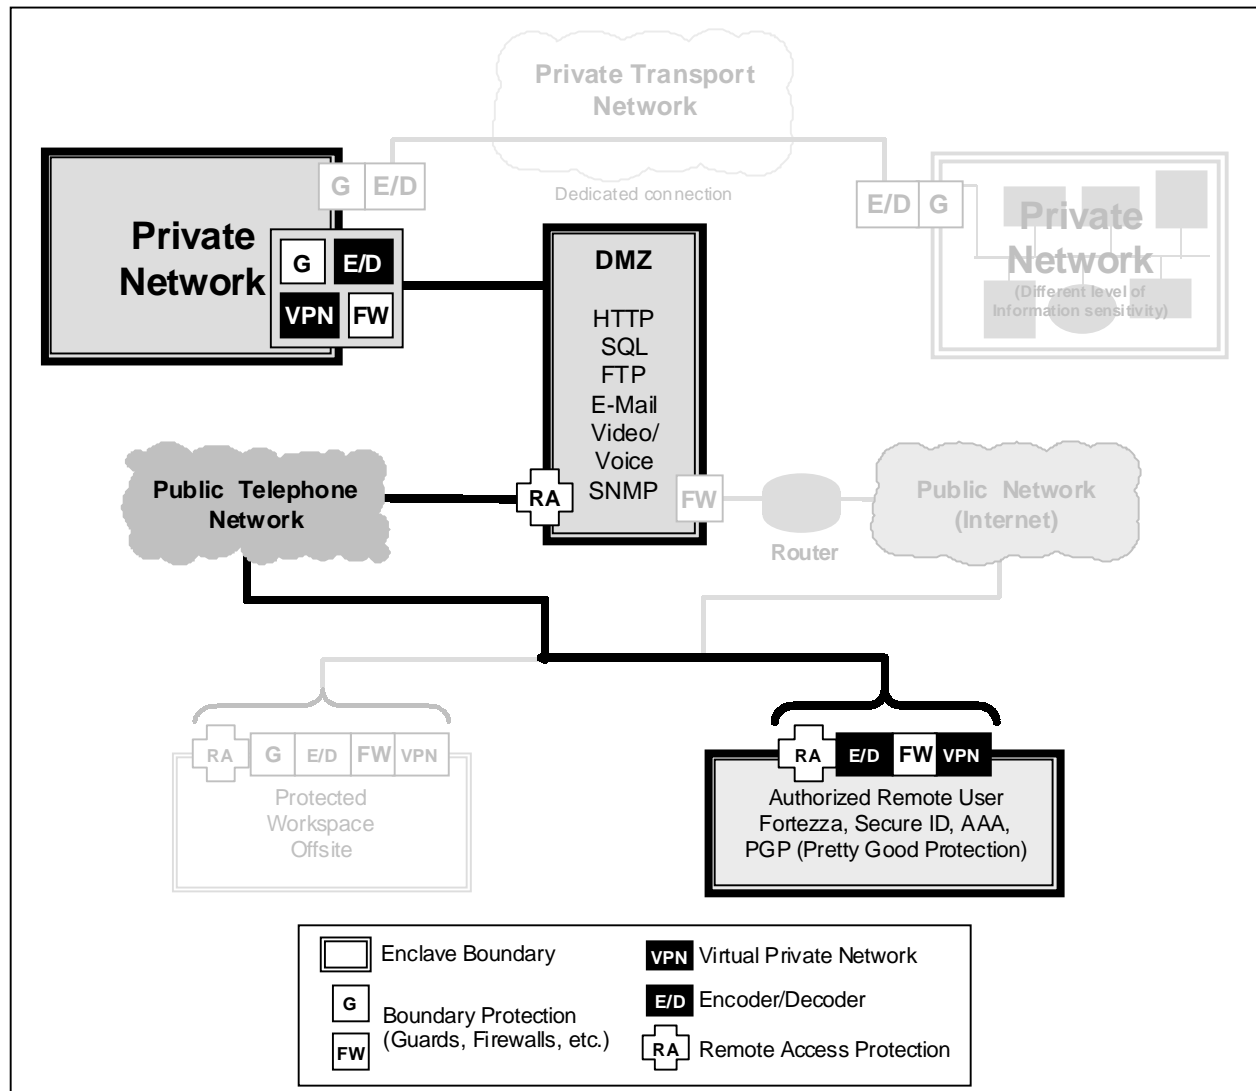 Private Transport
Network
Dedicated connection
G E/D
E/D G
Private
Network
G E/D
VPN FW
Private
Network
(Different level of
Information sensitivity)
DMZ
HTTP
SQL
FTP
E-Mail
Video/
Voice
SNMP
RA
FW
Public Telephone
Network
Router
Public Network
(Internet)
RA G E/D FW VPN
Protected
Workspace
Offsite
RA E/D FW VPN
Authorized Remote User
Fortezza, Secure ID, AAA,
PGP (Pretty Good Protection)
Enclave Boundary
G
FW
Boundary Protection
(Guards, Firewalls, etc.)
VPN Virtual Private Network
E/D Encoder/Decoder
RA Remote Access Protection